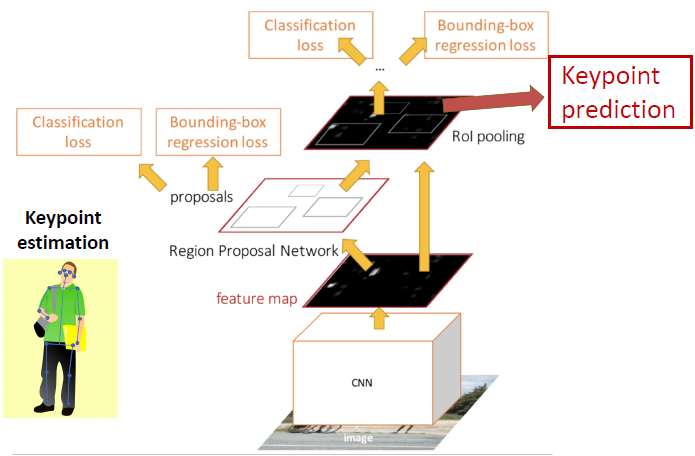 Classification
loss
Bounding-box
regression loss
...
Keypoint
prediction
RoI pooling
Classification
loss
Bounding-box
regression loss
proposals
Keypoint
estimation
Region Proposal Network
feature map
CNN
image